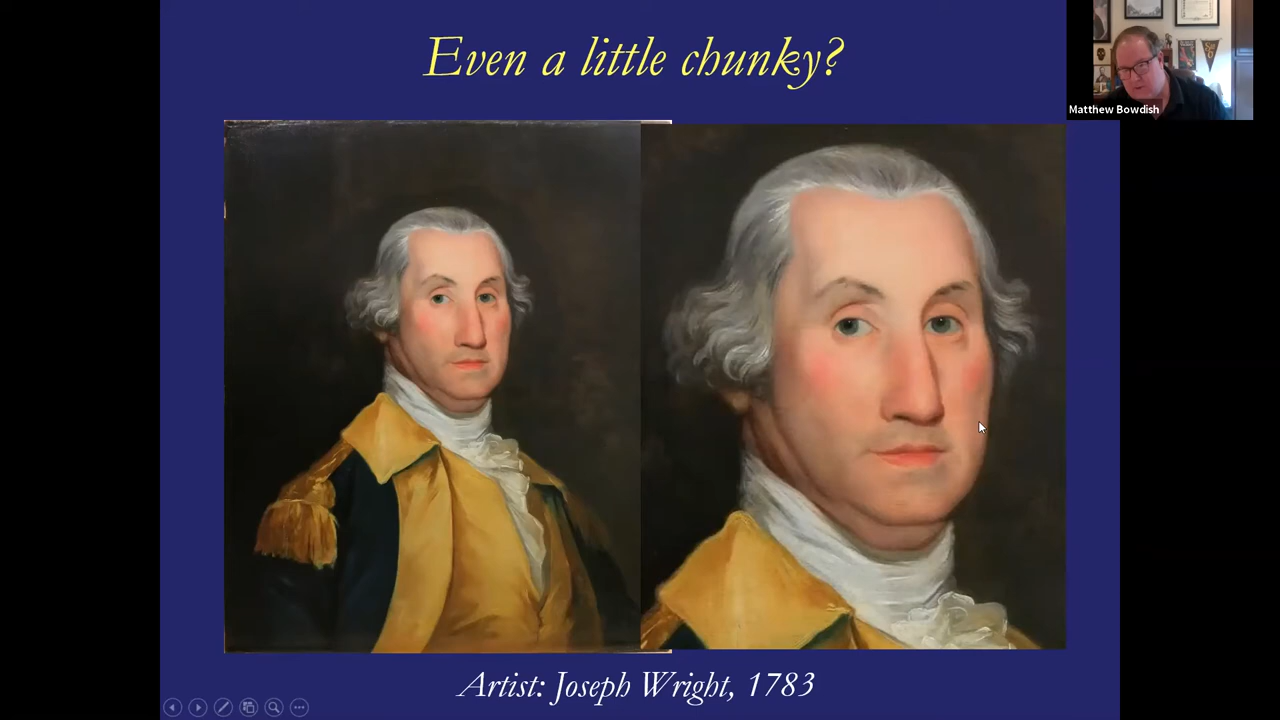 Even a little chunky?
Matthew Bowdish
Artist: Joseph Wright, 1783